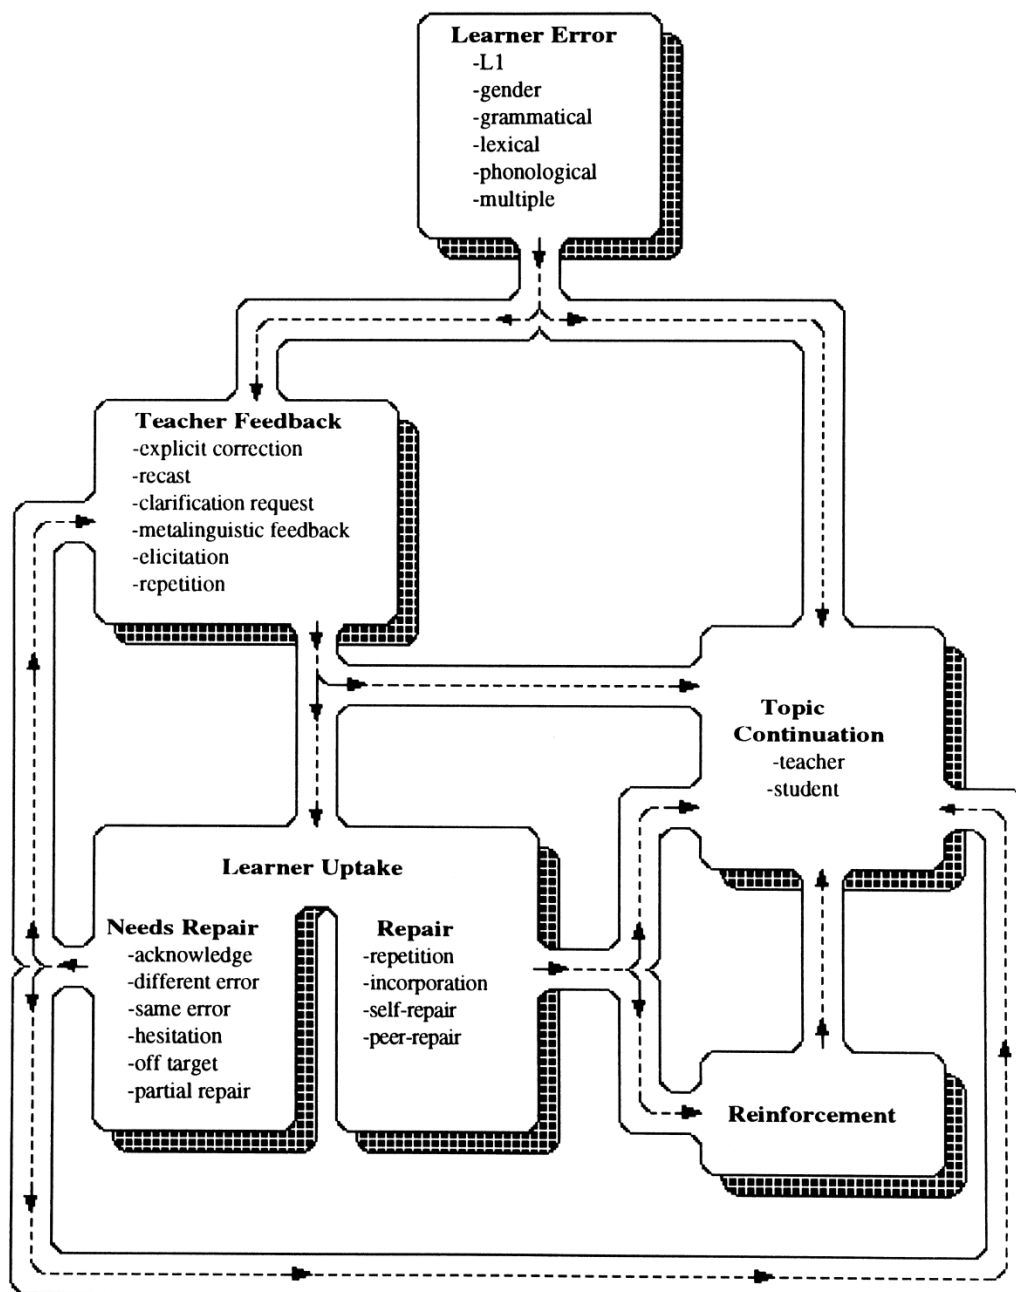 Learner Error
-L1
-gender
-grammatical
-lexical
-phonological
-multiple
Teacher Feedback
-explicit correction
-recast
-clarification request
-metalinguistic feedback
-elicitation
-repetition
Topic
Continuation
-teacher
-student
Learner Uptake
Needs Repair
-acknowledge
-different error
-same error
-hesitation
-off target
-partial repair
Repair
-repetition
-incorporation
-self-repair
-peer-repair
Reinforcement